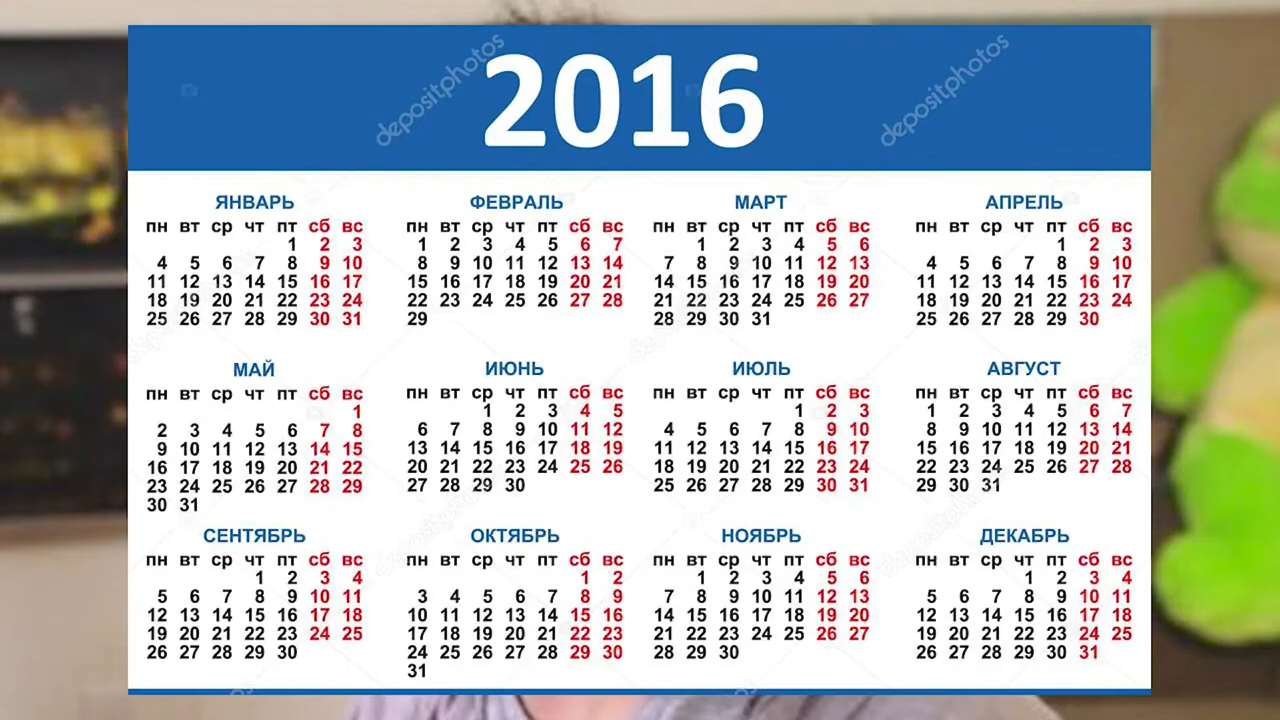 2016
depositphotos
depositphotos
ЯНВАРЬ
пн вт ср чт пт сб вс
1 2 3
4 5 6 7 8 9 10
11 12 13 14 15 16 17
18 19 20 21 22 23 24
25 26 27 28 29 30 31
ФЕВРАЛЬ
пн вт ср чт пт сб вс
1 2 3 4 5 6 7
8 9 10 11 12 13 14
15 16 17 18 19 20 21
22 23 24 25 26 27 28
29
МАРТ
пн вт ср чт пт сб вс
1 2 3 4 5 6
7 8 9 10 11 12 13
14 15 16 17 18 19 20
21 22 23 24 25 26 27
28 29 30 31
АПРЕЛЬ
пн вт ср чт пт сб вс
1 2 3
4 5 6 7 8 9 10
11 12 13 14 15 16 17
18 19 20 21 22 23 24
25 26 27 28 29 30
МАЙ
пн вт ср чт пт сб вс
1
2 3 4 5 6 7 8
9 10 11 12 13 14 15
16 17 18 19 20 21 22
23 24 25 26 27 28 29
30 31
ИЮНЬ
пн вт ср чт пт сб вс
1 2 3 4 5
6 7 8 9 10 11 12
13 14 15 16 17 18 19
20 21 22 23 24 25 26
27 28 29 30
ИЮЛЬ
пн вт ср чт пт сб вс
1 2 3
4 5 6 7 8 9 10
11 12 13 14 15 16 17
18 19 20 21 22 23 24
25 26 27 28 29 30 31
АВГУСТ
пн вт ср чт пт сб вс
1 2 3 4 5 6 7
8 9 10 11 12 13 14
15 16 17 18 19 20 21
22 23 24 25 26 27 28
29 30 31
СЕНТЯБРЬ
пн вт ср чт пт сб вс
1 2 3 4
5 6 7 8 9 10 11
12 13 14 15 16 17 18
19 20 21 22 23 24 25
26 27 28 29 30
ОКТЯБРЬ
пн вт ср чт пт сб вс
1 2
3 4 5 6 7 8 9
10 11 12 13 14 15 16
17 18 19 20 21 22 23
24 25 26 27 28 29 30
31
НОЯБРЬ
пн вт ср чт пт сб вс
1 2 3 4 5 6
7 8 9 10 11 12 13
14 15 16 17 18 19 20
21 22 23 24 25 26 27
28 29 30
ДЕКАБРЬ
пн вт ср чт пт сб вс
1 2 3 4
5 6 7 8 9 10 11
12 13 14 15 16 17 18
19 20 21 22 23 24 25
26 27 28 29 30 31